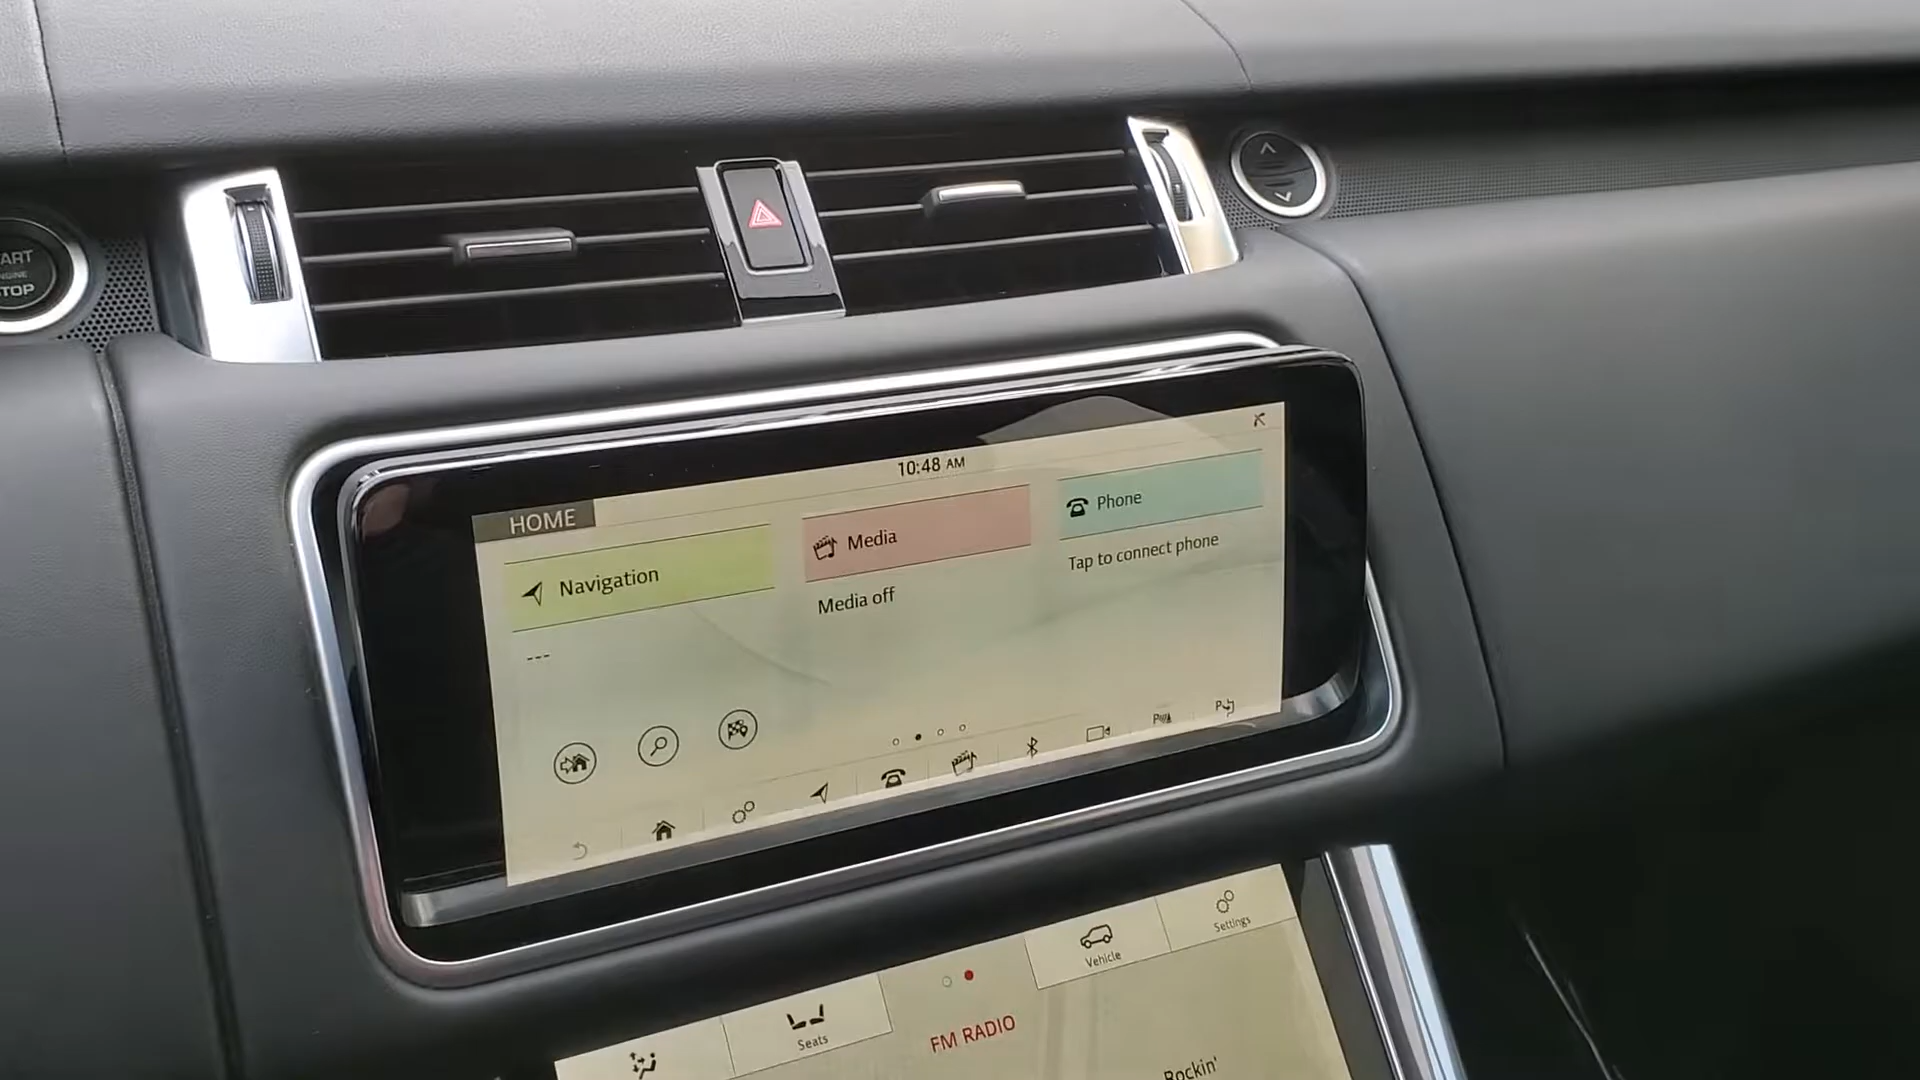 ART
NGINE
TOP
10:48 AM
HOME
Navigation
Media
Phone
Tap to connect phone
Media off
---
Settings
Vehicle
Seats
FM RADIO
Rockin'